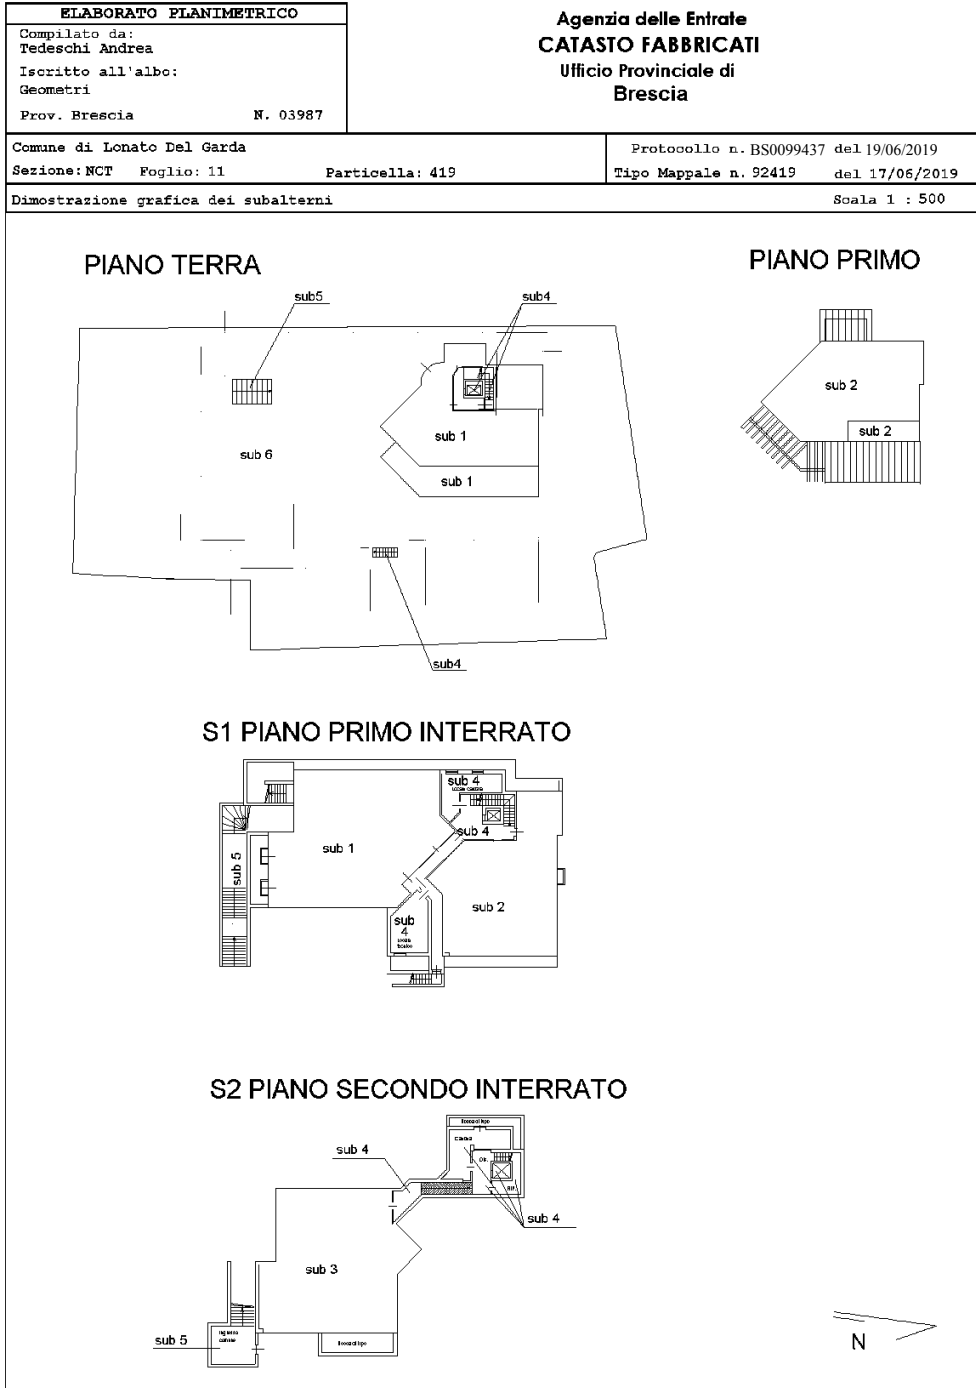 ELABORATO PLANIMETRICO
Compilato da:
Tedeschi Andrea
Iscritto all'albo:
Geometri
Prov. Brescia N. 03987
Agenzia delle Entrate
CATASTO FABBRICATI
Ufficio Provinciale di
Brescia
Comune di Lonato Del Garda
Sezione: NCT Foglio: 11 Particella: 419
Protocollo n. BS0099437 del 19/06/2019
Tipo Mappale n. 92419 del 17/06/2019
Dimostrazione grafica dei subalterni Scala 1 : 500
PIANO TERRA
sub5
sub4
sub 1
sub 6
sub 1
sub4
PIANO PRIMO
sub 2
sub 2
S1 PIANO PRIMO INTERRATO
sub 4
sub 4
sub 1
sub 5
sub 2
sub
4
S2 PIANO SECONDO INTERRATO
sub 4
sub 4
sub 3
sub 5
N